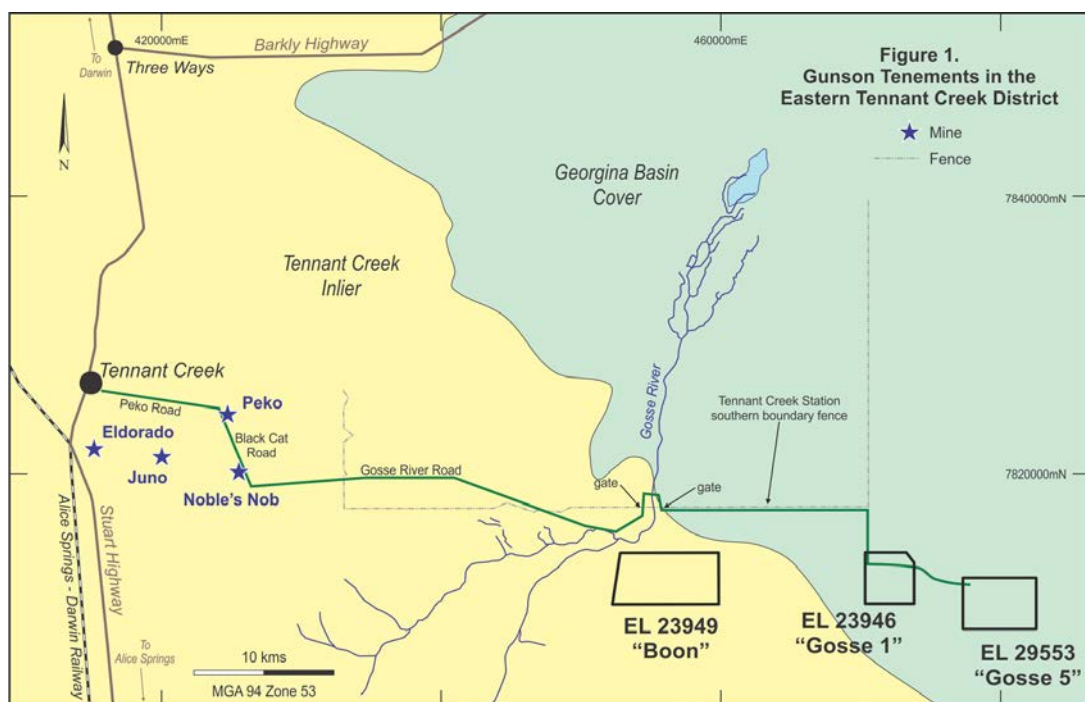 420000mE
460000mE
To
Darwin
Three Ways
Barkly Highway
Figure 1.
Gunson Tenements in the
Eastern Tennant Creek District
Mine
Fence
N
Georgina Basin
Cover
7840000mN
Tennant Creek
Inlier
Gosse River
Tennant Creek
Peko Road
Peko
Black Cat
Road
Eldorado
Juno
Noble's Nob
Gosse River Road
Tennant Creek Station
southern boundary fence
7820000mN
gate
gate
Alice Springs - Darwin Railway
Stuart Highway
To
Alice Springs
10 kms
MGA 94 Zone 53
EL 23949
“Boon”
EL 23946
“Gosse 1”
EL 29553
“Gosse 5”